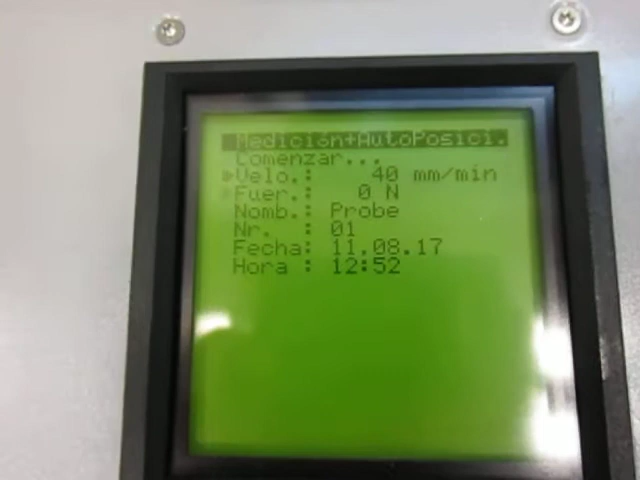 Medición+AutoPosici.
Comenzar...
Velo.: 40 mm/min
Fuer.: 0 N
Nomb.: Probe
Nr. : 01
Fecha: 11.08.17
Hora : 12:52